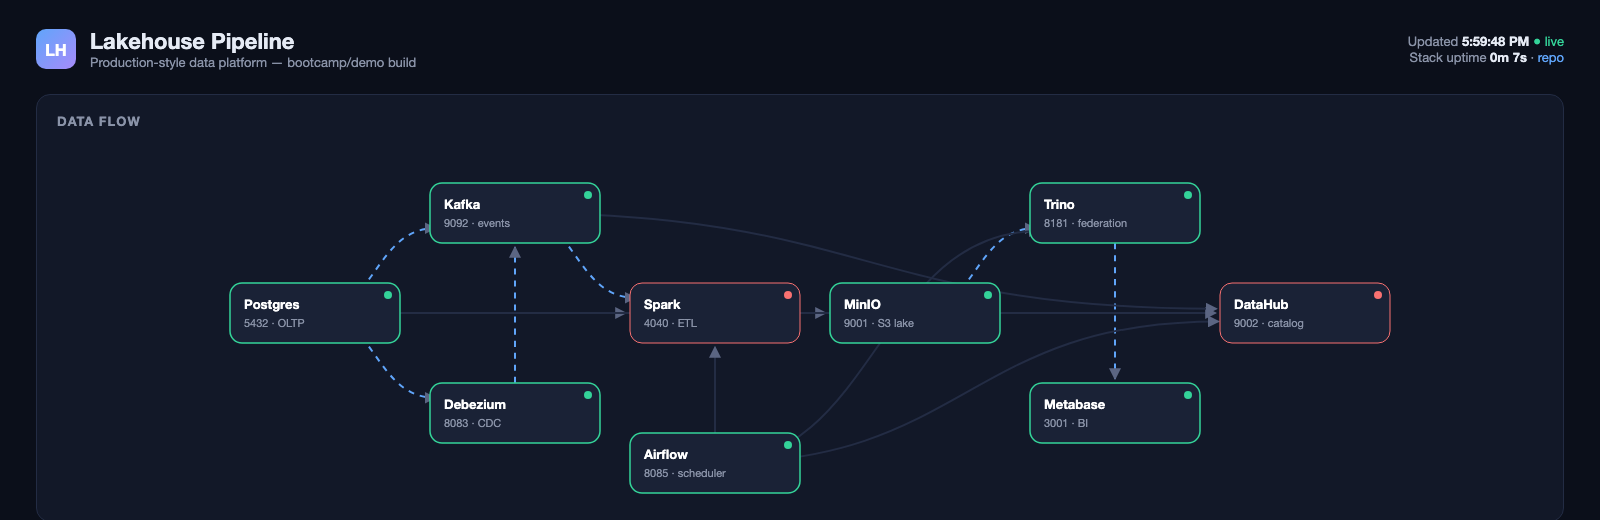 LH
Lakehouse Pipeline
Production-style data platform — bootcamp/demo build
Updated 5:59:48 PM ● live
Stack uptime 0m 7s · repo
DATA FLOW
Kafka
9092 · events
Trino
8181 · federation
Postgres
5432 · OLTP
Spark
4040 · ETL
MinIO
9001 · S3 lake
DataHub
9002 · catalog
Debezium
8083 · CDC
Metabase
3001 · BI
Airflow
8085 · scheduler